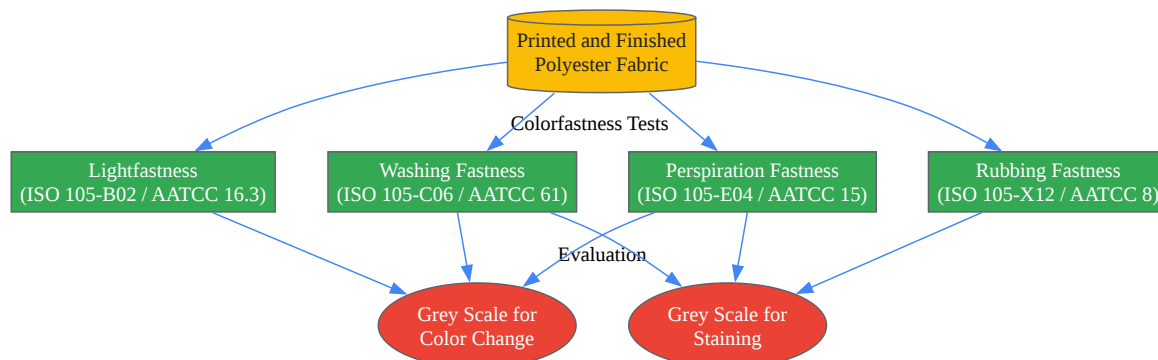 Printed and Finished
Polyester Fabric
Colorfastness Tests
Lightfastness
(ISO 105-B02 / AATCC 16.3)
Washing Fastness
(ISO 105-C06 / AATCC 61)
Perspiration Fastness
(ISO 105-E04 / AATCC 15)
Rubbing Fastness
(ISO 105-X12 / AATCC 8)
Evaluation
Grey Scale for
Color Change
Grey Scale for
Staining